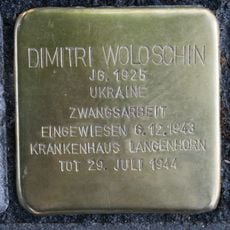 DIMITRI WOLOSCHIN
JG. 1925
UKRAINE
ZWANGSARBEIT
EINGEWIESEN 6.12.1943
KRANKENHAUS LANGENHORN
TOT 29. JULI 1944